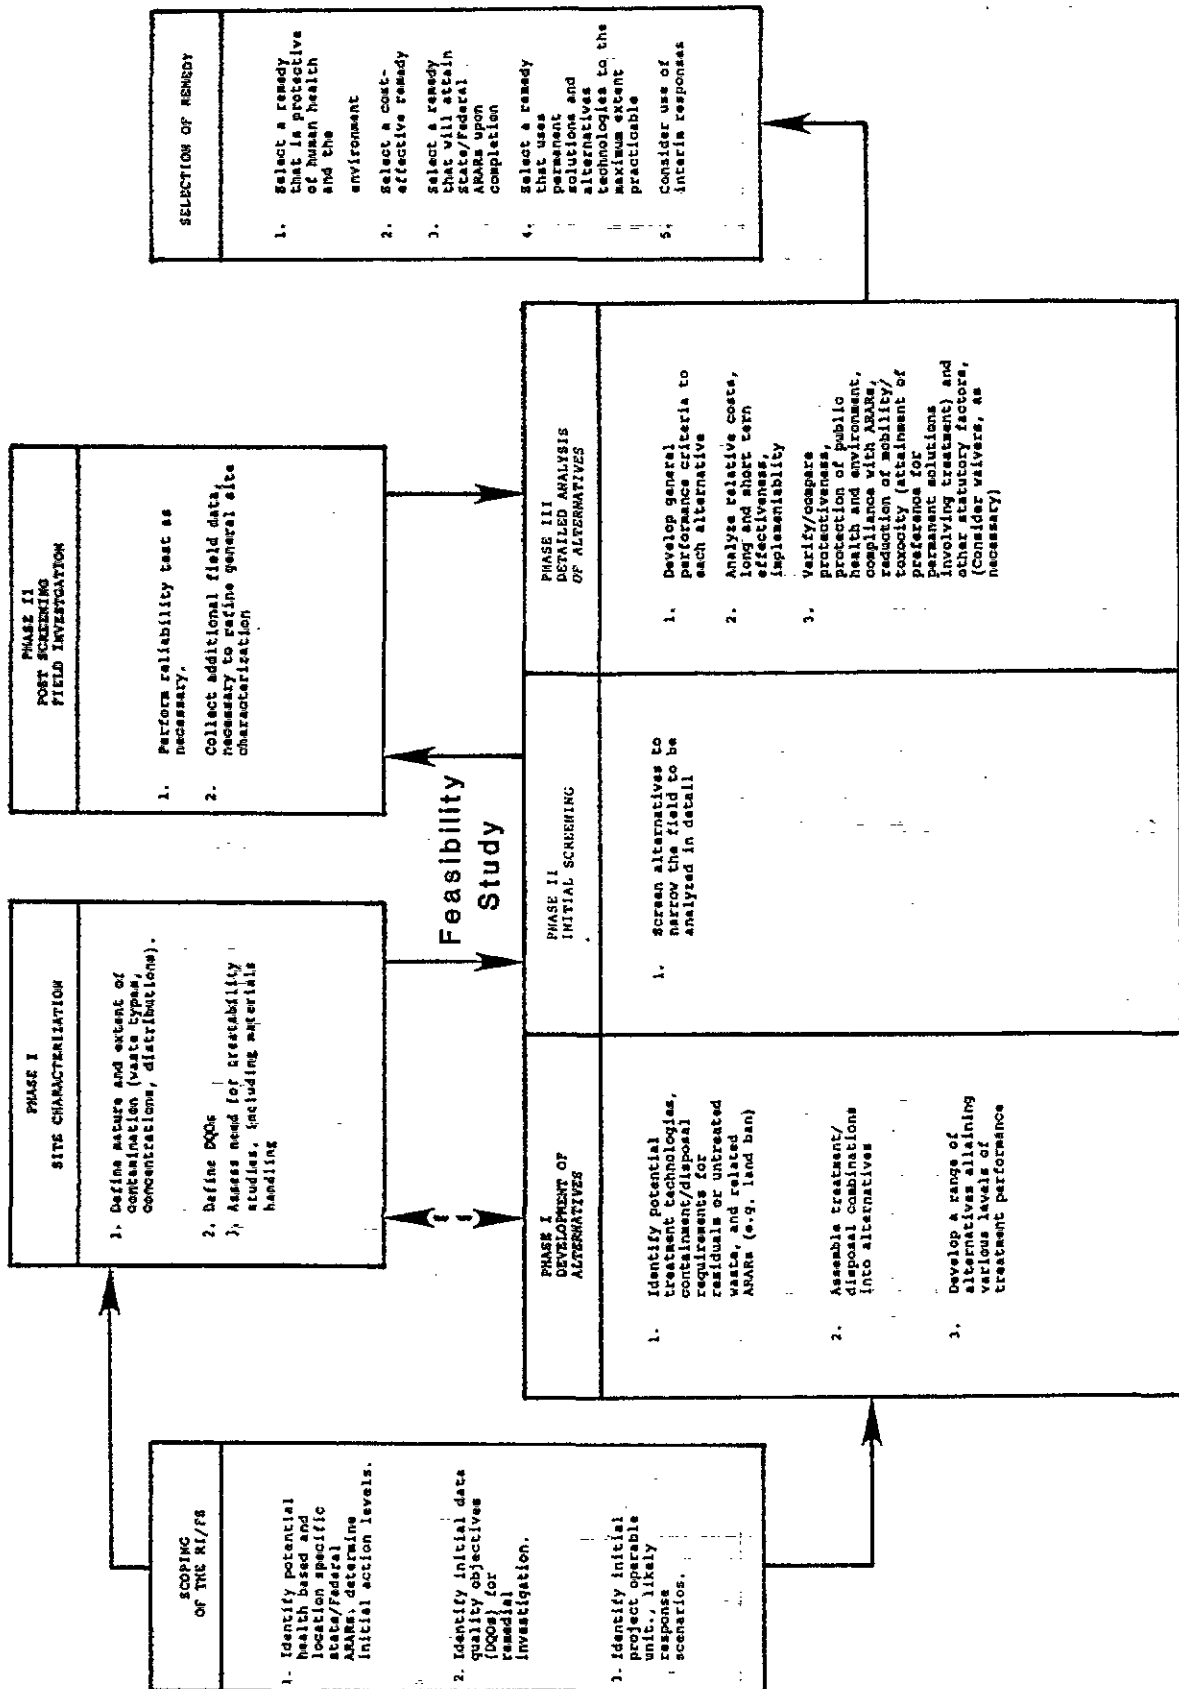 SCOPING
OF THE RI/FS
1. Identify potential
health based and
location specific
state/Federal
ARARs, determine
initial action levels.
2. Identify initial data
quality objectives
(DQOs) for
remedial
investigation.
3. Identify initial
project operable
unit., likely
response
scenarios.
PHASE I
SITE CHARACTERIZATION
1. Define nature and extent of
contamination (waste types,
concentrations, distributions).
2. Define DQOs
3. Assess need for treatability
studies, including materials
handling
PHASE II
POST SCREENING
FIELD INVESTGATION
1. Perform reliability test as
necessary.
2. Collect additional field data,
necessary to refine general site
characterization
Feasibility
Study
PHASE I
DEVELOPMENT OF
ALTERNATIVES
1. Identify potential
treatment technologies,
containment/disposal
requirements for
residuals or untreated
waste, and related
ARARs (e.g. land ban)
2. Assemble treatment/
disposal combinations
into alternatives
3. Develop a range of
alternatives allaining
various levels of
treatment performance
PHASE II
INITIAL SCREENING
1. Screen alternatives to
narrow the field to be
analyzed in detail
PHASE III
DETAILED ANALYSIS
OF ALTERNATIVES
1. Develop general
performance criteria to
each alternative
2. Analyze relative costs,
long and short tern
effectiveness,
implemeniablity
3. Varify/compare
protectiveness,
protection of public
health and environment,
compliance with ARARs,
reduction of mobility/
toxocity (attainment of
preference for
permanent solutions
involving treatment) and
other statutory factors,
(Consider waivers, as
necessary)
SELECTION OF REMEDY
1. Select a remedy
that is protective
of human health
and the
environment
2. Select a cost-
effective remedy
3. Select a remedy
that will attain
State/Federal
ARARs upon
completion
4. Select a remedy
that uses
permanent
solutions and
alternatives
technologies to the
maximum extent
practicable
5. Consider use of
interim responses